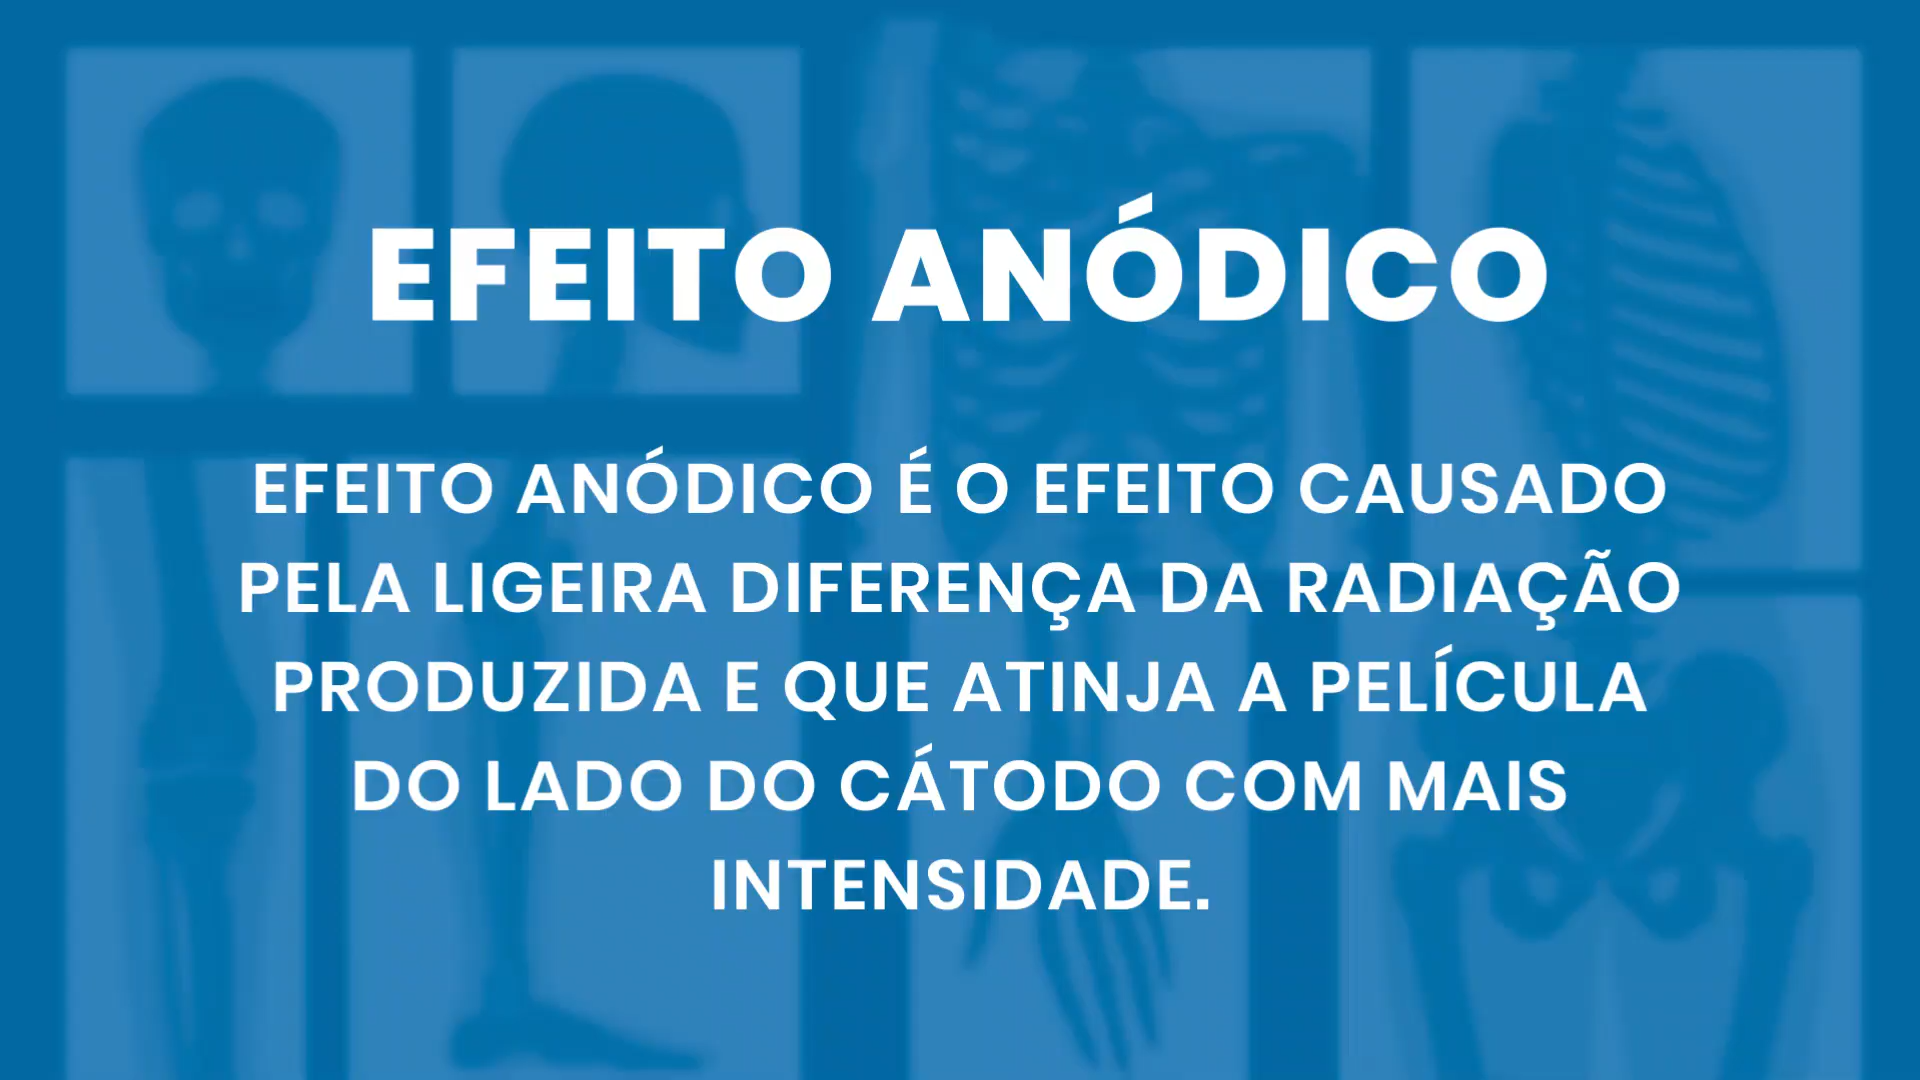 EFEITO ANÓDICO
EFEITO ANÓDICO É O EFEITO CAUSADO
PELA LIGEIRA DIFERENÇA DA RADIAÇÃO
PRODUZIDA E QUE ATINJA A PELÍCULA
DO LADO DO CÁTODO COM MAIS
INTENSIDADE.